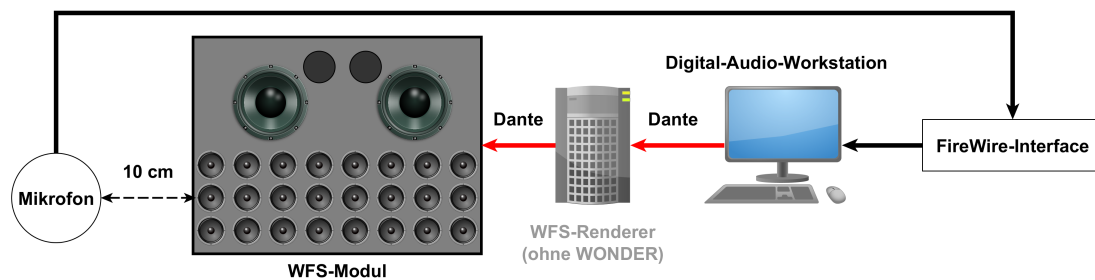 Digital-Audio-Workstation
Dante
Dante
FireWire-Interface
10 cm
Mikrofon
WFS-Renderer
(ohne WONDER)
WFS-Modul